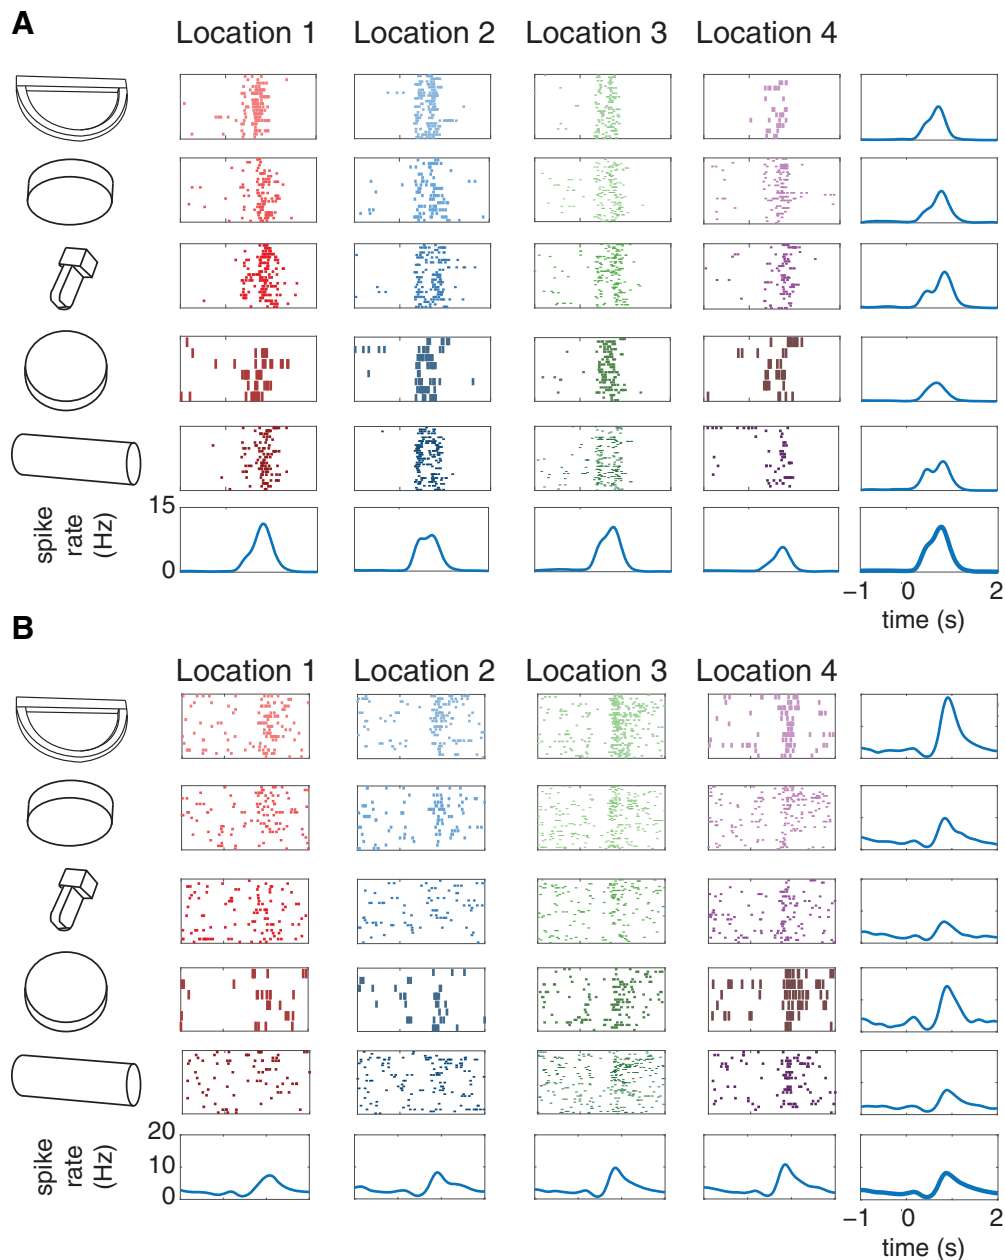 A
Location 1 Location 2 Location 3 Location 4
15
spike
rate
(Hz)
0
−1 0 2
time (s)
B
Location 1 Location 2 Location 3 Location 4
20
spike
rate
(Hz)
10
0
−1 0 2
time (s)